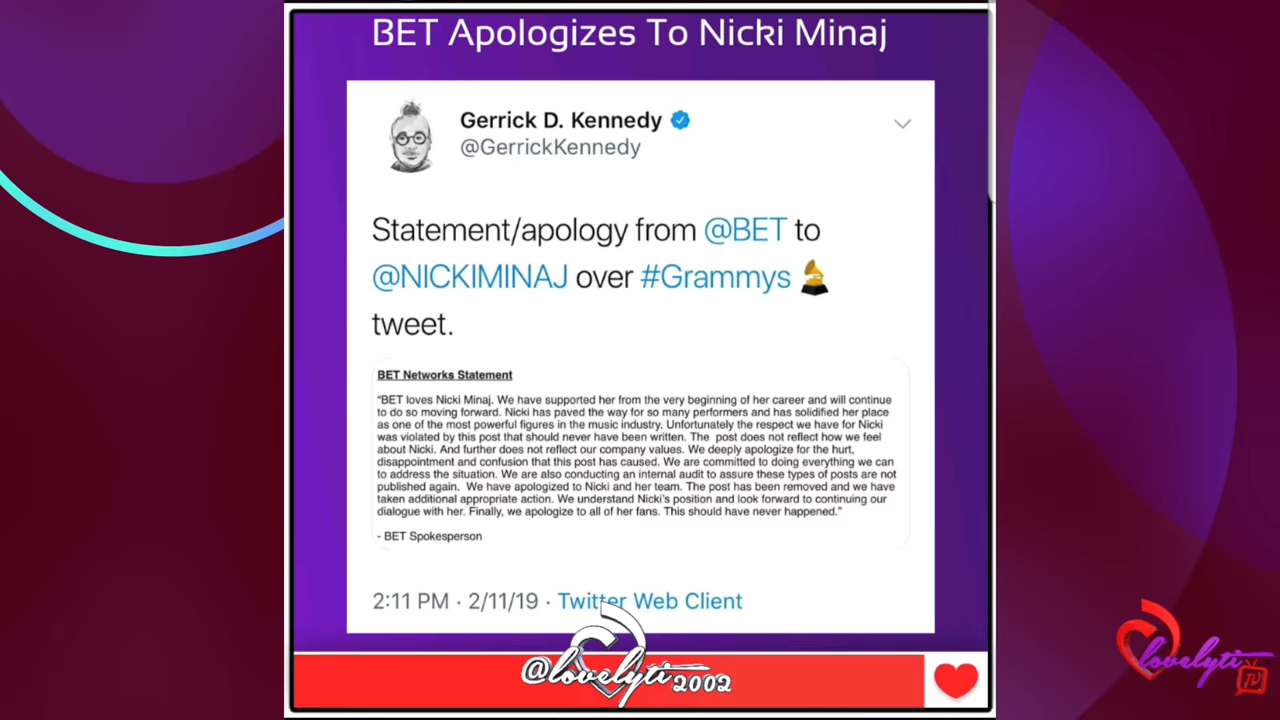 BET Apologizes To Nicki Minaj
Gerrick D. Kennedy
@GerrickKennedy
Statement/apology from @BET to
@NICKIMINAJ over #Grammys
tweet.
BET Networks Statement
“BET loves Nicki Minaj. We have supported her from the very beginning of her career and will continue
to do so moving forward. Nicki has paved the way for so many performers and has solidified her place
as one of the most powerful figures in the music industry. Unfortunately the respect we have for Nicki
was violated by this post that should never have been written. The post does not reflect how we feel
about Nicki. And further does not reflect our company values. We deeply apologize for the hurt,
disappointment and confusion that this post has caused. We are committed to doing everything we can
to address the situation. We are also conducting an internal audit to assure these types of posts are not
published again. We have apologized to Nicki and her team. The post has been removed and we have
taken additional appropriate action. We understand Nicki's position and look forward to continuing our
dialogue with her. Finally, we apologize to all of her fans. This should have never happened.”
- BET Spokesperson
2:11 PM · 2/11/19 · Twitter Web Client
@lovelyti2002
lovelyti
TV